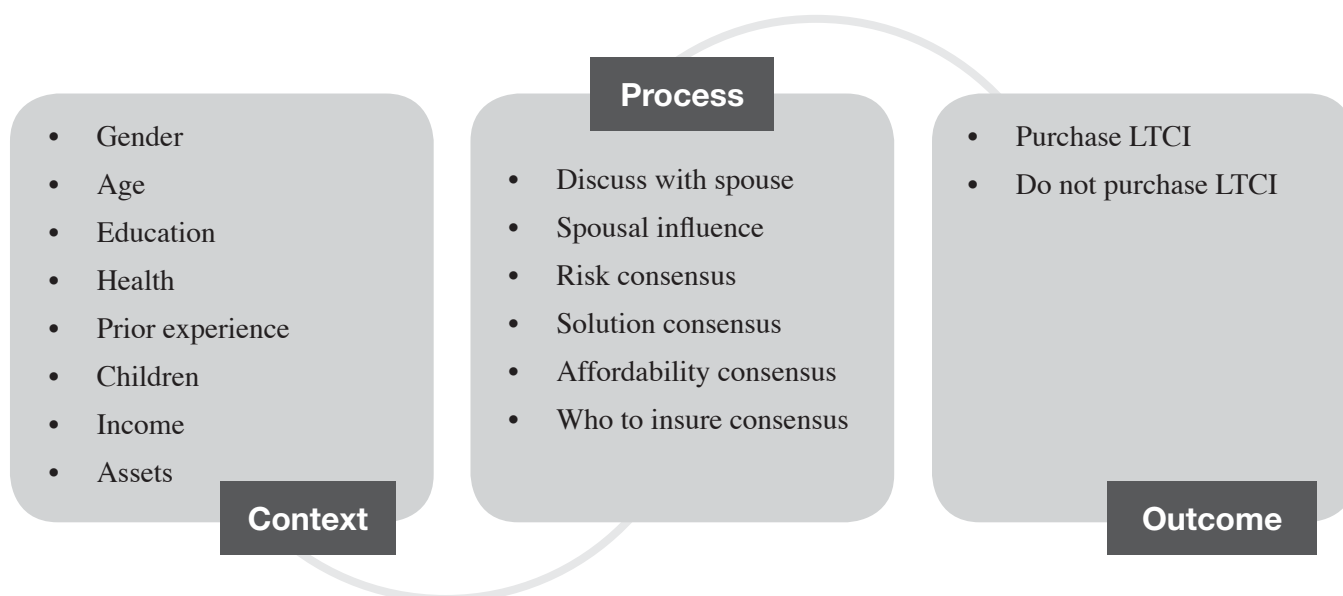 • Gender
• Age
• Education
• Health
• Prior experience
• Children
• Income
• Assets
Context
Process
• Discuss with spouse
• Spousal influence
• Risk consensus
• Solution consensus
• Affordability consensus
• Who to insure consensus
• Purchase LTCI
• Do not purchase LTCI
Outcome